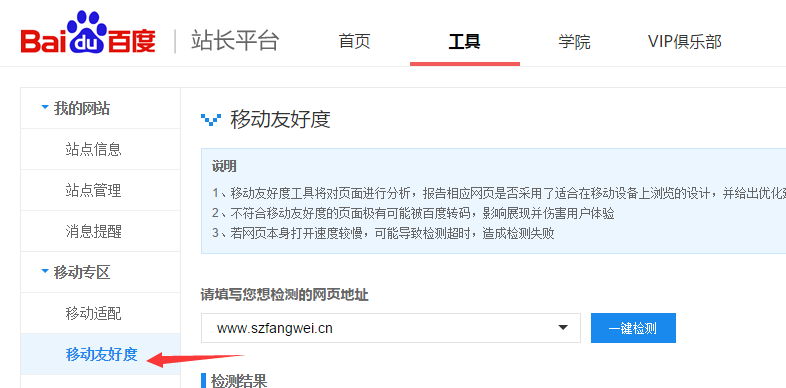 Bai du 百度 站长平台 首页 工具 学院 VIP俱乐部
我的网站
站点信息
站点管理
消息提醒
移动专区
移动适配
移动友好度
移动友好度
说明
1、移动友好度工具将对页面进行分析，报告相应网页是否采用了适合在移动设备上浏览的设计，并给出优化
2、不符合移动友好度的页面极有可能被百度转码，影响展现并伤害用户体验
3、若网页本身打开速度较慢，可能导致检测超时，造成检测失败
请填写您想检测的网页地址
www.szfangwei.cn 一键检测
检测结果